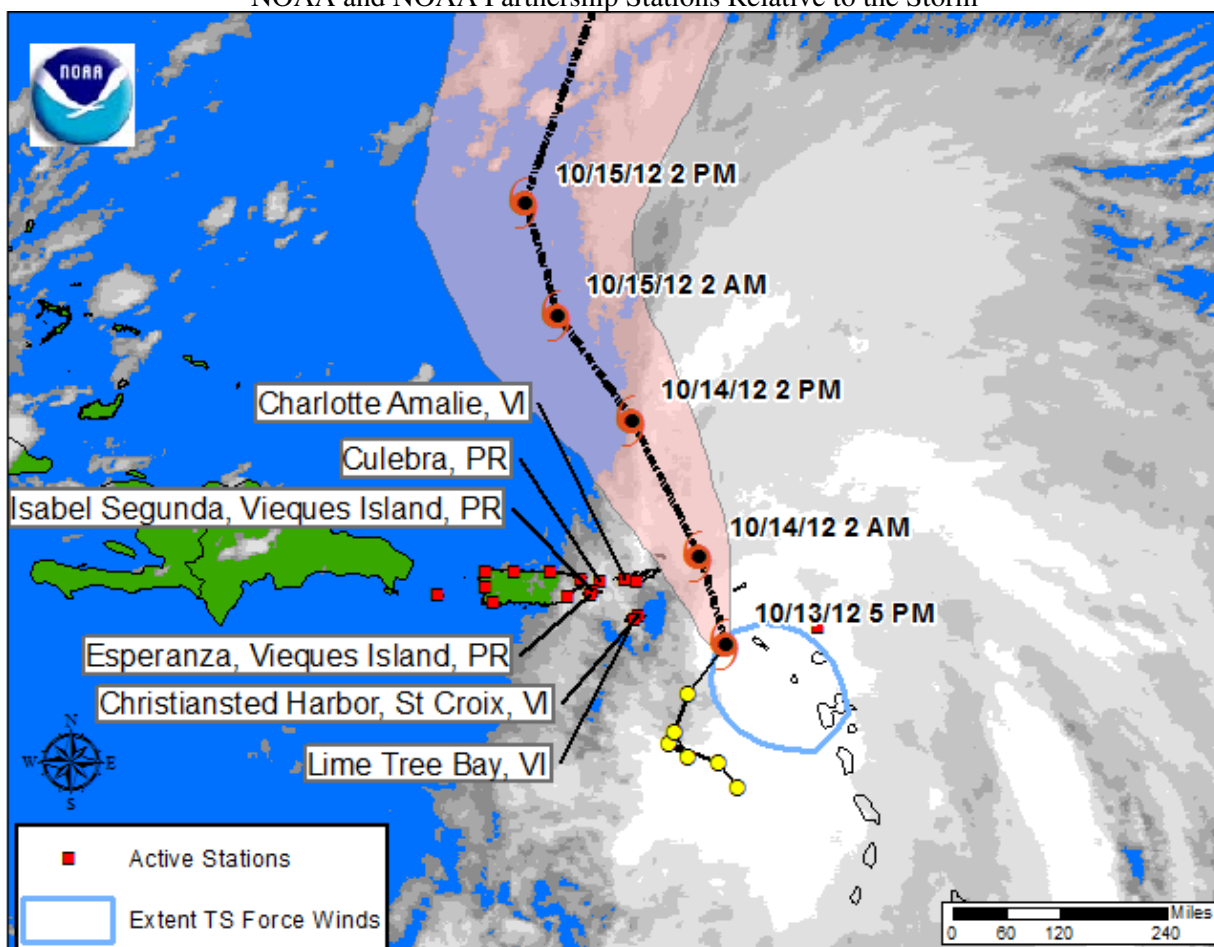 NOAA and NOAA Partnership Stations Relative to the Storm
NOAA
10/15/12 2 PM
10/15/12 2 AM
10/14/12 2 PM
Charlotte Amalie, VI
Culebra, PR
Isabel Segunda, Vieques Island, PR
10/14/12 2 AM
10/13/12 5 PM
Esperanza, Vieques Island, PR
Christiansted Harbor, St Croix, VI
Lime Tree Bay, VI
N
W E
S
Active Stations
Extent TS Force Winds
Miles
0 60 120 240